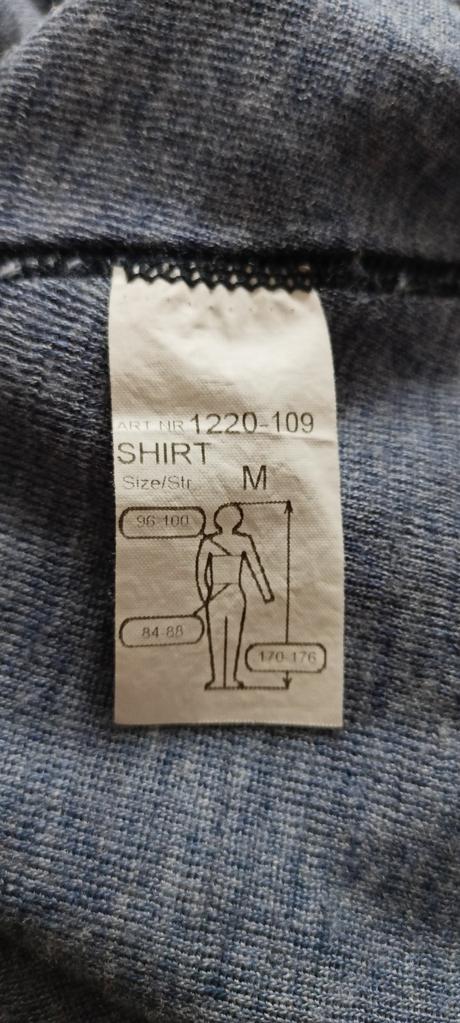 ART NR 1220-109
SHIRT
Size/Str. M
96-100
84-88
170-176